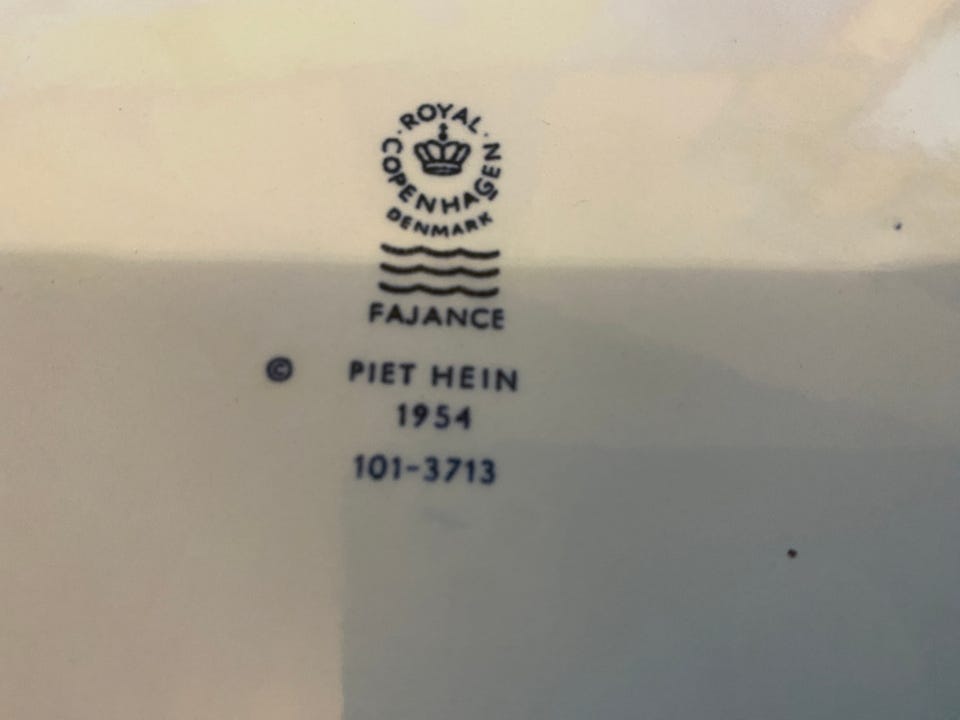 ROYAL
COPENHAGEN
DENMARK
FAJANCE
© PIET HEIN
1954
101-3713